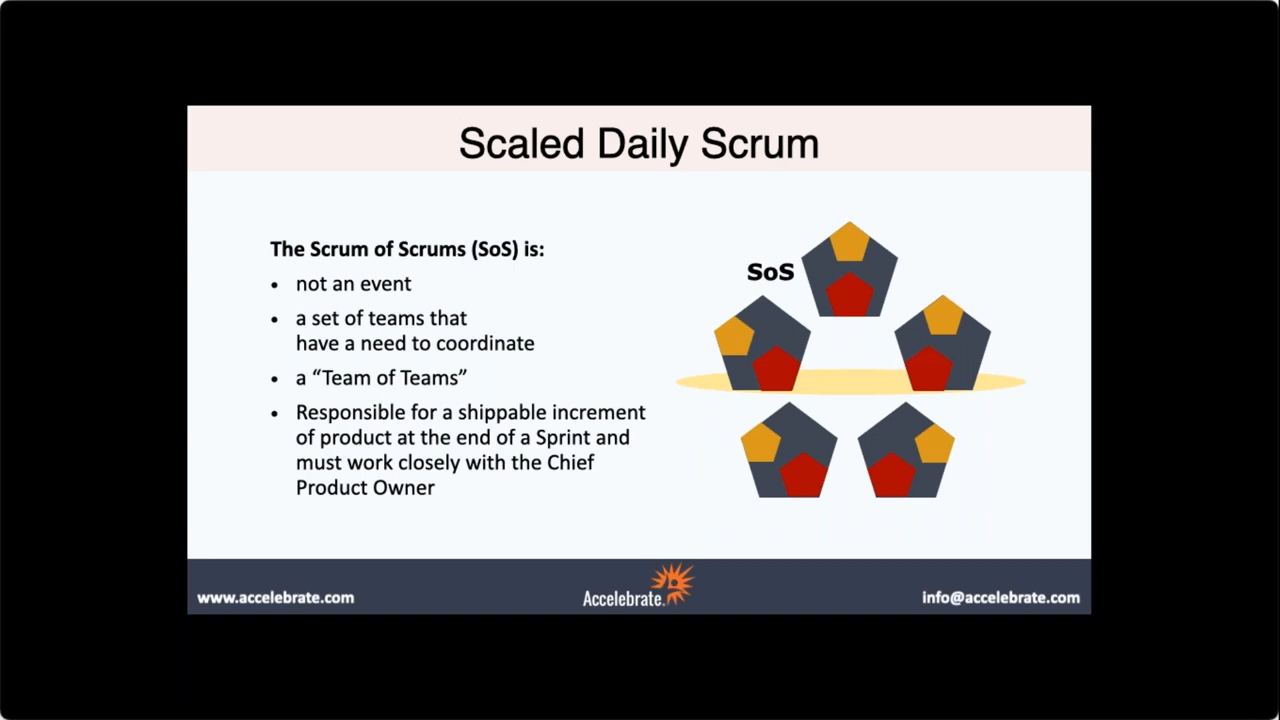 Scaled Daily Scrum
The Scrum of Scrums (SoS) is:
• not an event
• a set of teams that
have a need to coordinate
• a “Team of Teams”
• Responsible for a shippable increment
of product at the end of a Sprint and
must work closely with the Chief
Product Owner
SoS
www.accelebrate.com
Accelebrate.
info@accelebrate.com